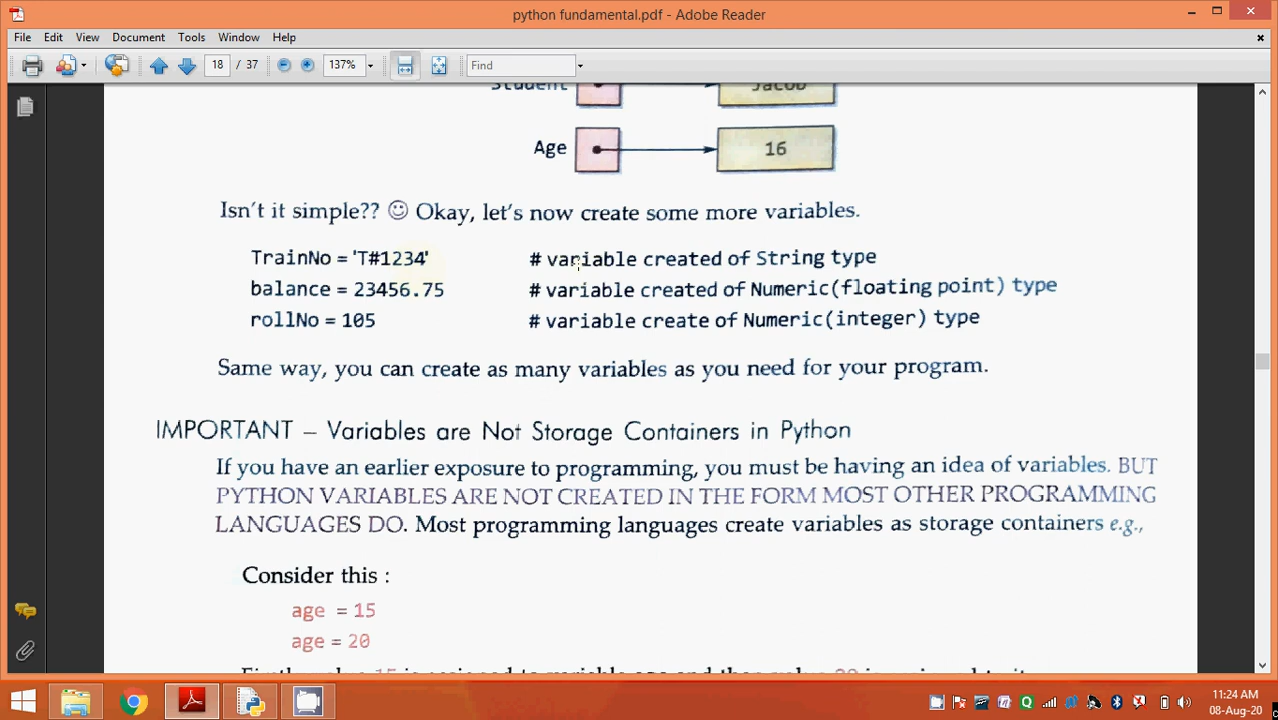 python fundamental.pdf - Adobe Reader
File Edit View Document Tools Window Help
18 / 37 137% Find
Student Jacob
Age 16
Isn't it simple?? ☺ Okay, let's now create some more variables.
TrainNo = 'T#1234' # variable created of String type
balance = 23456.75 # variable created of Numeric(floating point) type
rollNo = 105 # variable create of Numeric(integer) type
Same way, you can create as many variables as you need for your program.
IMPORTANT – Variables are Not Storage Containers in Python
If you have an earlier exposure to programming, you must be having an idea of variables. BUT
PYTHON VARIABLES ARE NOT CREATED IN THE FORM MOST OTHER PROGRAMMING
LANGUAGES DO. Most programming languages create variables as storage containers e.g.,
Consider this :
age = 15
age = 20
11:24 AM
08-Aug-20